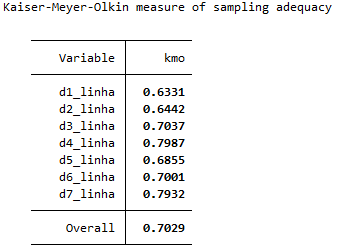 Kaiser-Meyer-Olkin measure of sampling adequacy
Variable kmo
d1_linha 0.6331
d2_linha 0.6442
d3_linha 0.7037
d4_linha 0.7987
d5_linha 0.6855
d6_linha 0.7001
d7_linha 0.7932
Overall 0.7029